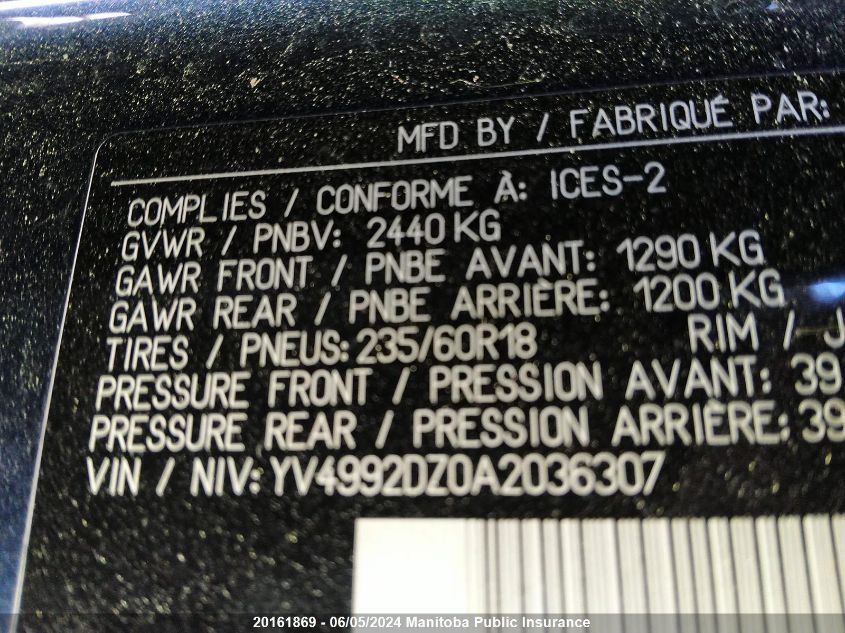 MFD BY / FABRIQUÉ PAR:
COMPLIES / CONFORME À: ICES-2
GVWR / PNBV: 2440 KG
GAWR FRONT / PNBE AVANT: 1290 KG
GAWR REAR / PNBE ARRIÈRE: 1200 KG
TIRES / PNEUS: 235/60R18 RIM / J
PRESSURE FRONT / PRESSION AVANT: 39
PRESSURE REAR / PRESSION ARRIÈRE: 39
VIN / NIV: YV4992DZ0A2036307
20161869 - 06/05/2024 Manitoba Public Insurance